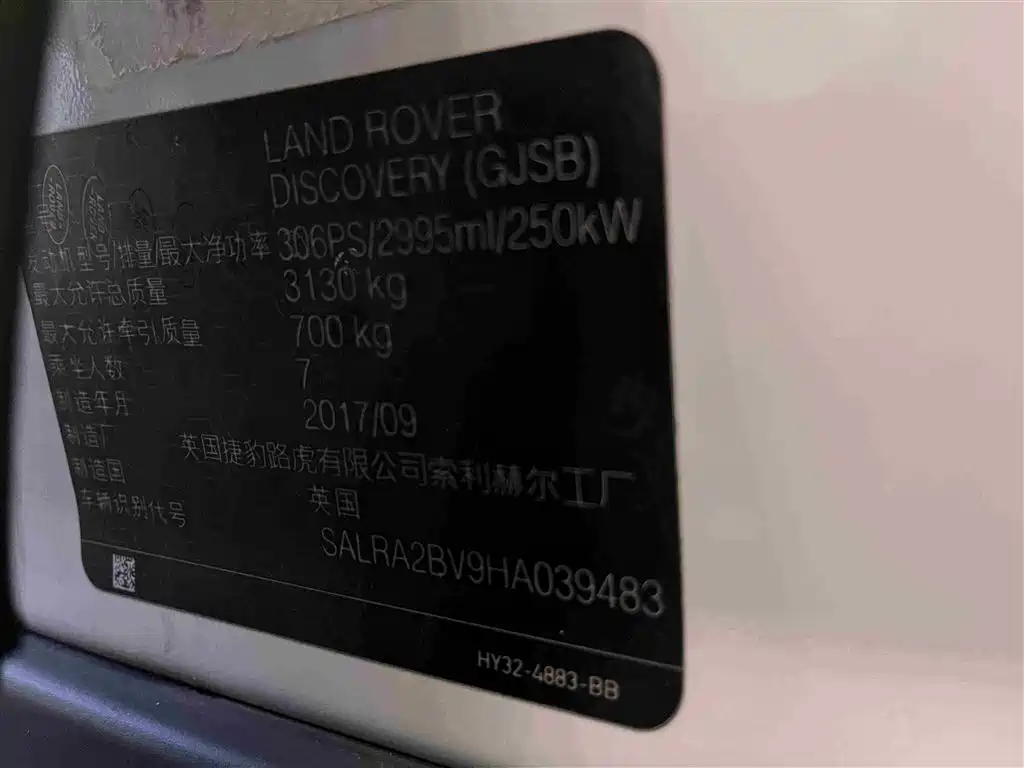 LAND ROVER
DISCOVERY (GJSB)
发动机型号/排量/最大净功率 306PS/2995ml/250kW
最大允许总质量 3130 kg
最大允许牵引质量 700 kg
乘坐人数 7
制造年月 2017/09
制造厂 英国捷豹路虎有限公司索利赫尔工厂
制造国 英国
车辆识别代号 SALRA2BV9HA039483
HY32-4883-BB